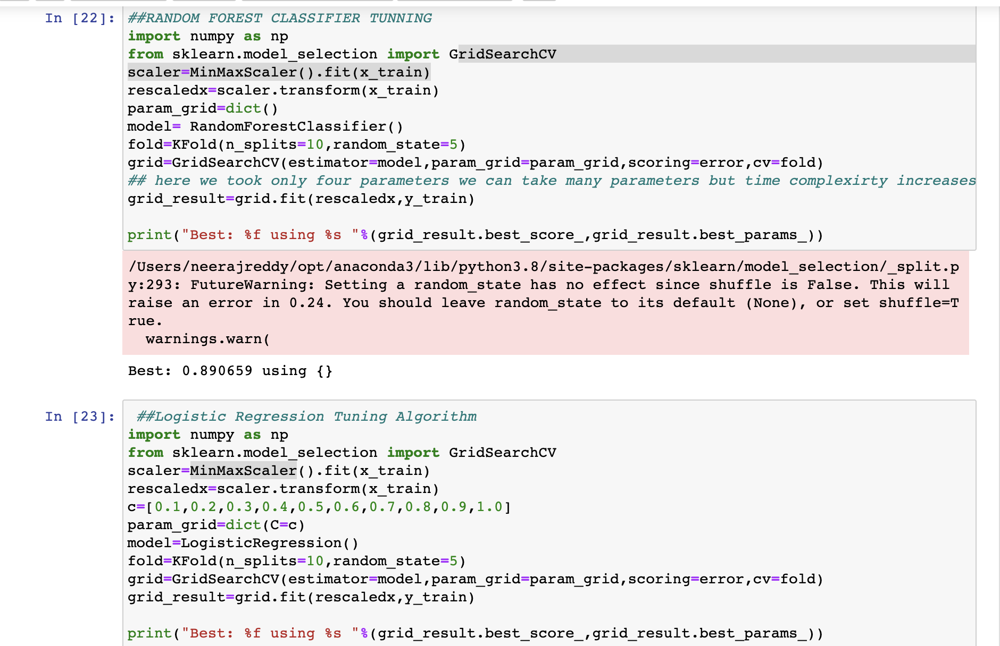 In [22]:
##RANDOM FOREST CLASSIFIER TUNNING
import numpy as np
from sklearn.model_selection import GridSearchCV
scaler=MinMaxScaler().fit(x_train)
rescaledx=scaler.transform(x_train)
param_grid=dict()
model= RandomForestClassifier()
fold=KFold(n_splits=10,random_state=5)
grid=GridSearchCV(estimator=model,param_grid=param_grid,scoring=error,cv=fold)
## here we took only four parameters we can take many parameters but time complexirty increases
grid_result=grid.fit(rescaledx,y_train)
print("Best: %f using %s "%(grid_result.best_score_,grid_result.best_params_))
/Users/neerajreddy/opt/anaconda3/lib/python3.8/site-packages/sklearn/model_selection/_split.p
y:293: FutureWarning: Setting a random_state has no effect since shuffle is False. This will
raise an error in 0.24. You should leave random_state to its default (None), or set shuffle=T
rue.
  warnings.warn(
Best: 0.890659 using {}
In [23]:
##Logistic Regression Tuning Algorithm
import numpy as np
from sklearn.model_selection import GridSearchCV
scaler=MinMaxScaler().fit(x_train)
rescaledx=scaler.transform(x_train)
c=[0.1,0.2,0.3,0.4,0.5,0.6,0.7,0.8,0.9,1.0]
param_grid=dict(C=c)
model=LogisticRegression()
fold=KFold(n_splits=10,random_state=5)
grid=GridSearchCV(estimator=model,param_grid=param_grid,scoring=error,cv=fold)
grid_result=grid.fit(rescaledx,y_train)
print("Best: %f using %s "%(grid_result.best_score_,grid_result.best_params_))